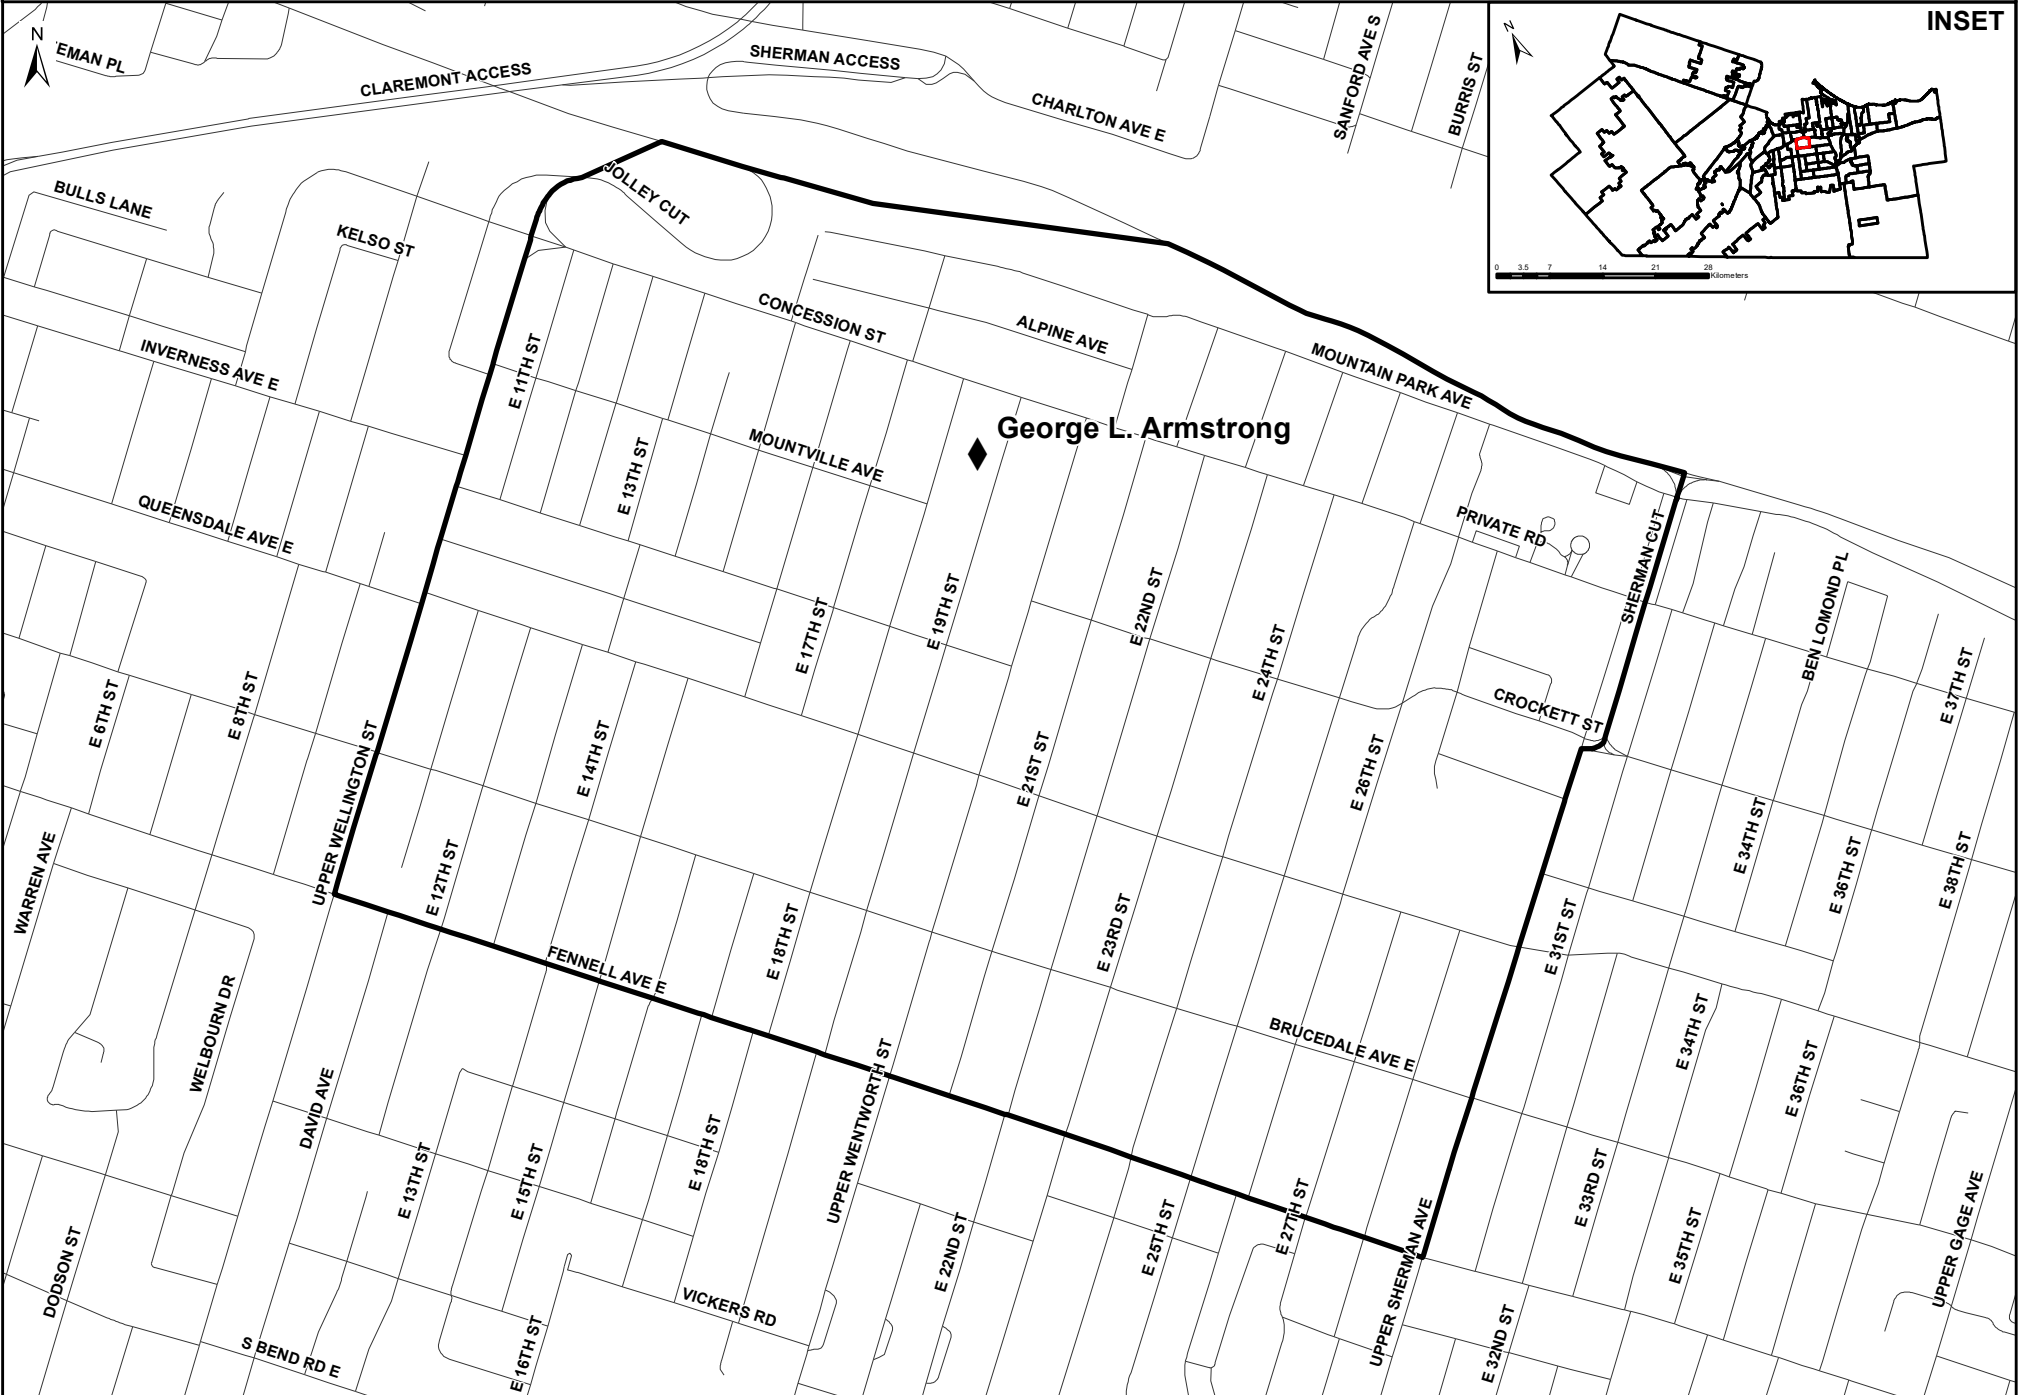 N
EMAN PL
CLAREMONT ACCESS
SHERMAN ACCESS
CHARLTON AVE E
SANFORD AVE S
BURRIS ST
INSET
N
0 3.5 7 14 21 28
Kilometers
BULLS LANE
KELSO ST
JOLLEY CUT
INVERNESS AVE E
E 11TH ST
CONCESSION ST
ALPINE AVE
MOUNTAIN PARK AVE
George L. Armstrong
MOUNTVILLE AVE
E 13TH ST
QUEENSDALE AVE E
PRIVATE RD
SHERMAN CUT
BEN LOMOND PL
E 37TH ST
E 6TH ST
E 8TH ST
E 17TH ST
E 19TH ST
E 22ND ST
E 24TH ST
CROCKETT ST
UPPER WELLINGTON ST
E 14TH ST
E 21ST ST
E 26TH ST
E 34TH ST
E 36TH ST
E 38TH ST
WARREN AVE
E 12TH ST
FENNELL AVE E
E 18TH ST
E 23RD ST
E 31ST ST
WELBOURN DR
BRUCEDALE AVE E
E 34TH ST
E 36TH ST
DAVID AVE
E 13TH ST
E 15TH ST
E 18TH ST
UPPER WENTWORTH ST
E 22ND ST
E 25TH ST
E 27TH ST
UPPER SHERMAN AVE
E 33RD ST
E 35TH ST
UPPER GAGE AVE
DODSON ST
S BEND RD E
E 16TH ST
VICKERS RD
E 32ND ST